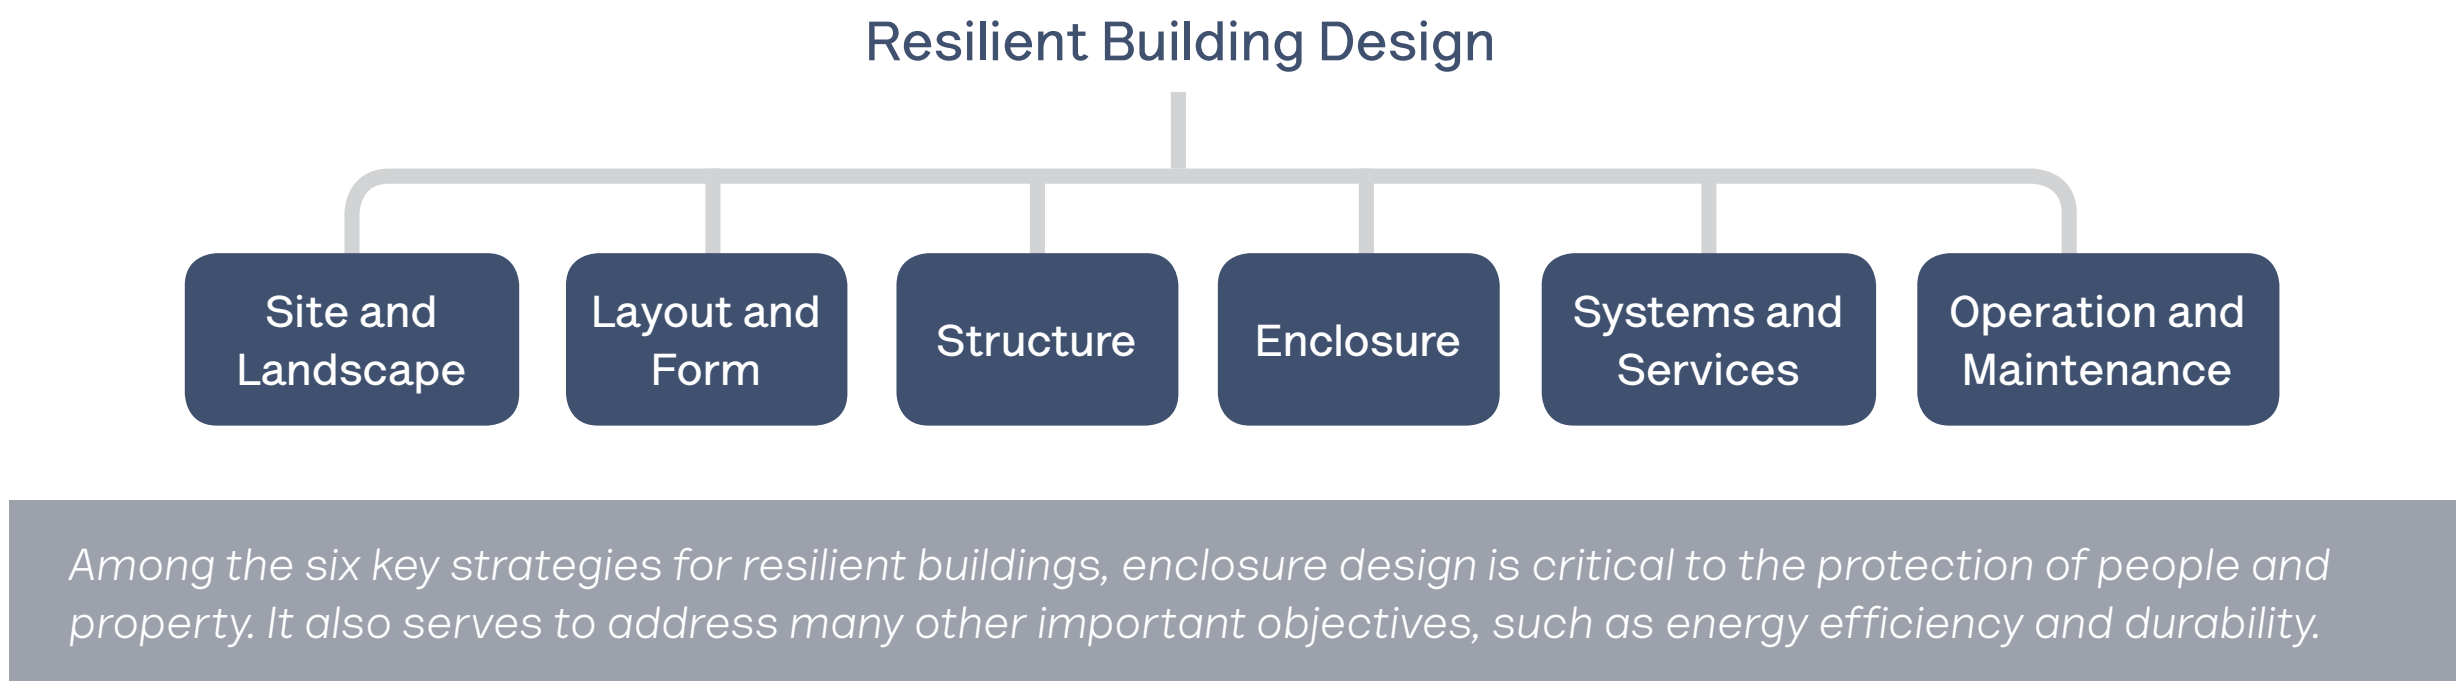 Resilient Building Design
Site and
Landscape
Layout and
Form
Structure
Enclosure
Systems and
Services
Operation and
Maintenance
Among the six key strategies for resilient buildings, enclosure design is critical to the protection of people and
property. It also serves to address many other important objectives, such as energy efficiency and durability.